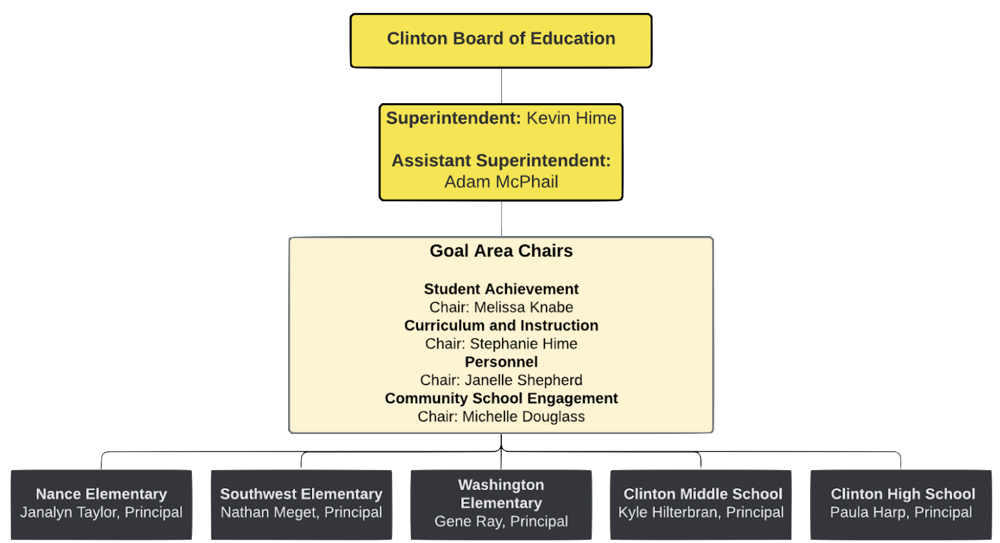 Clinton Board of Education
Superintendent: Kevin Hime
Assistant Superintendent:
Adam McPhail
Goal Area Chairs
Student Achievement
Chair: Melissa Knabe
Curriculum and Instruction
Chair: Stephanie Hime
Personnel
Chair: Janelle Shepherd
Community School Engagement
Chair: Michelle Douglass
Nance Elementary
Janalyn Taylor, Principal
Southwest Elementary
Nathan Meget, Principal
Washington
Elementary
Gene Ray, Principal
Clinton Middle School
Kyle Hilterbran, Principal
Clinton High School
Paula Harp, Principal